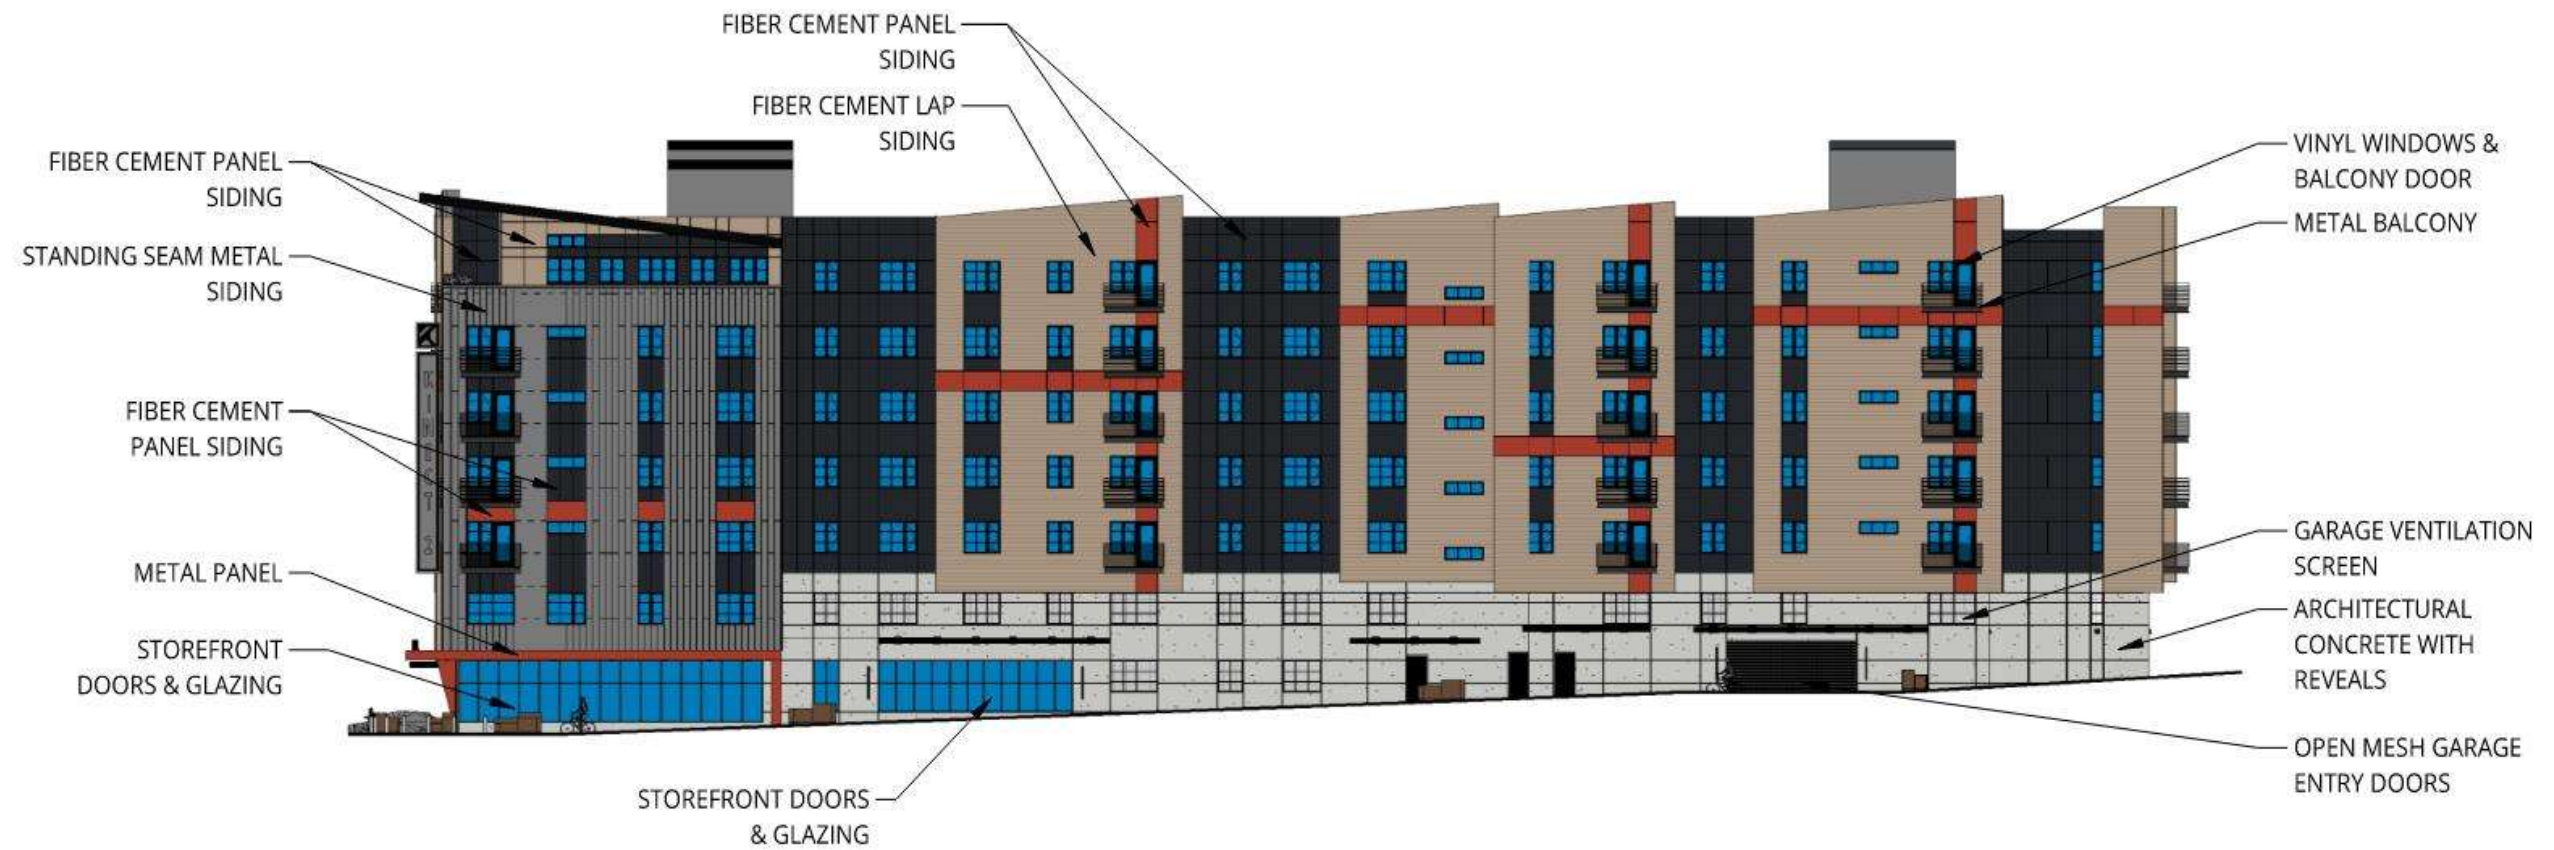 FIBER CEMENT PANEL
SIDING
FIBER CEMENT LAP
SIDING
FIBER CEMENT PANEL
SIDING
STANDING SEAM METAL
SIDING
FIBER CEMENT
PANEL SIDING
METAL PANEL
STOREFRONT
DOORS & GLAZING
STOREFRONT DOORS
& GLAZING
VINYL WINDOWS &
BALCONY DOOR
METAL BALCONY
GARAGE VENTILATION
SCREEN
ARCHITECTURAL
CONCRETE WITH
REVEALS
OPEN MESH GARAGE
ENTRY DOORS